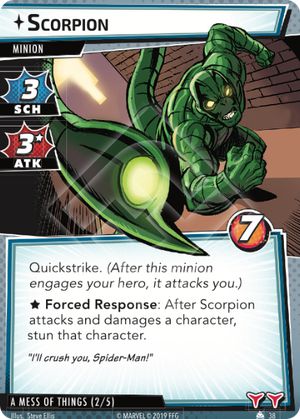 SCORPION
MINION
3
SCH
3★
ATK
7
Quickstrike. (After this minion
engages your hero, it attacks you.)
★ Forced Response: After Scorpion
attacks and damages a character,
stun that character.
"I'll crush you, Spider-Man!"
A MESS OF THINGS (2/5)
Illus. Steve Ellis
© MARVEL © 2019 FFG
38